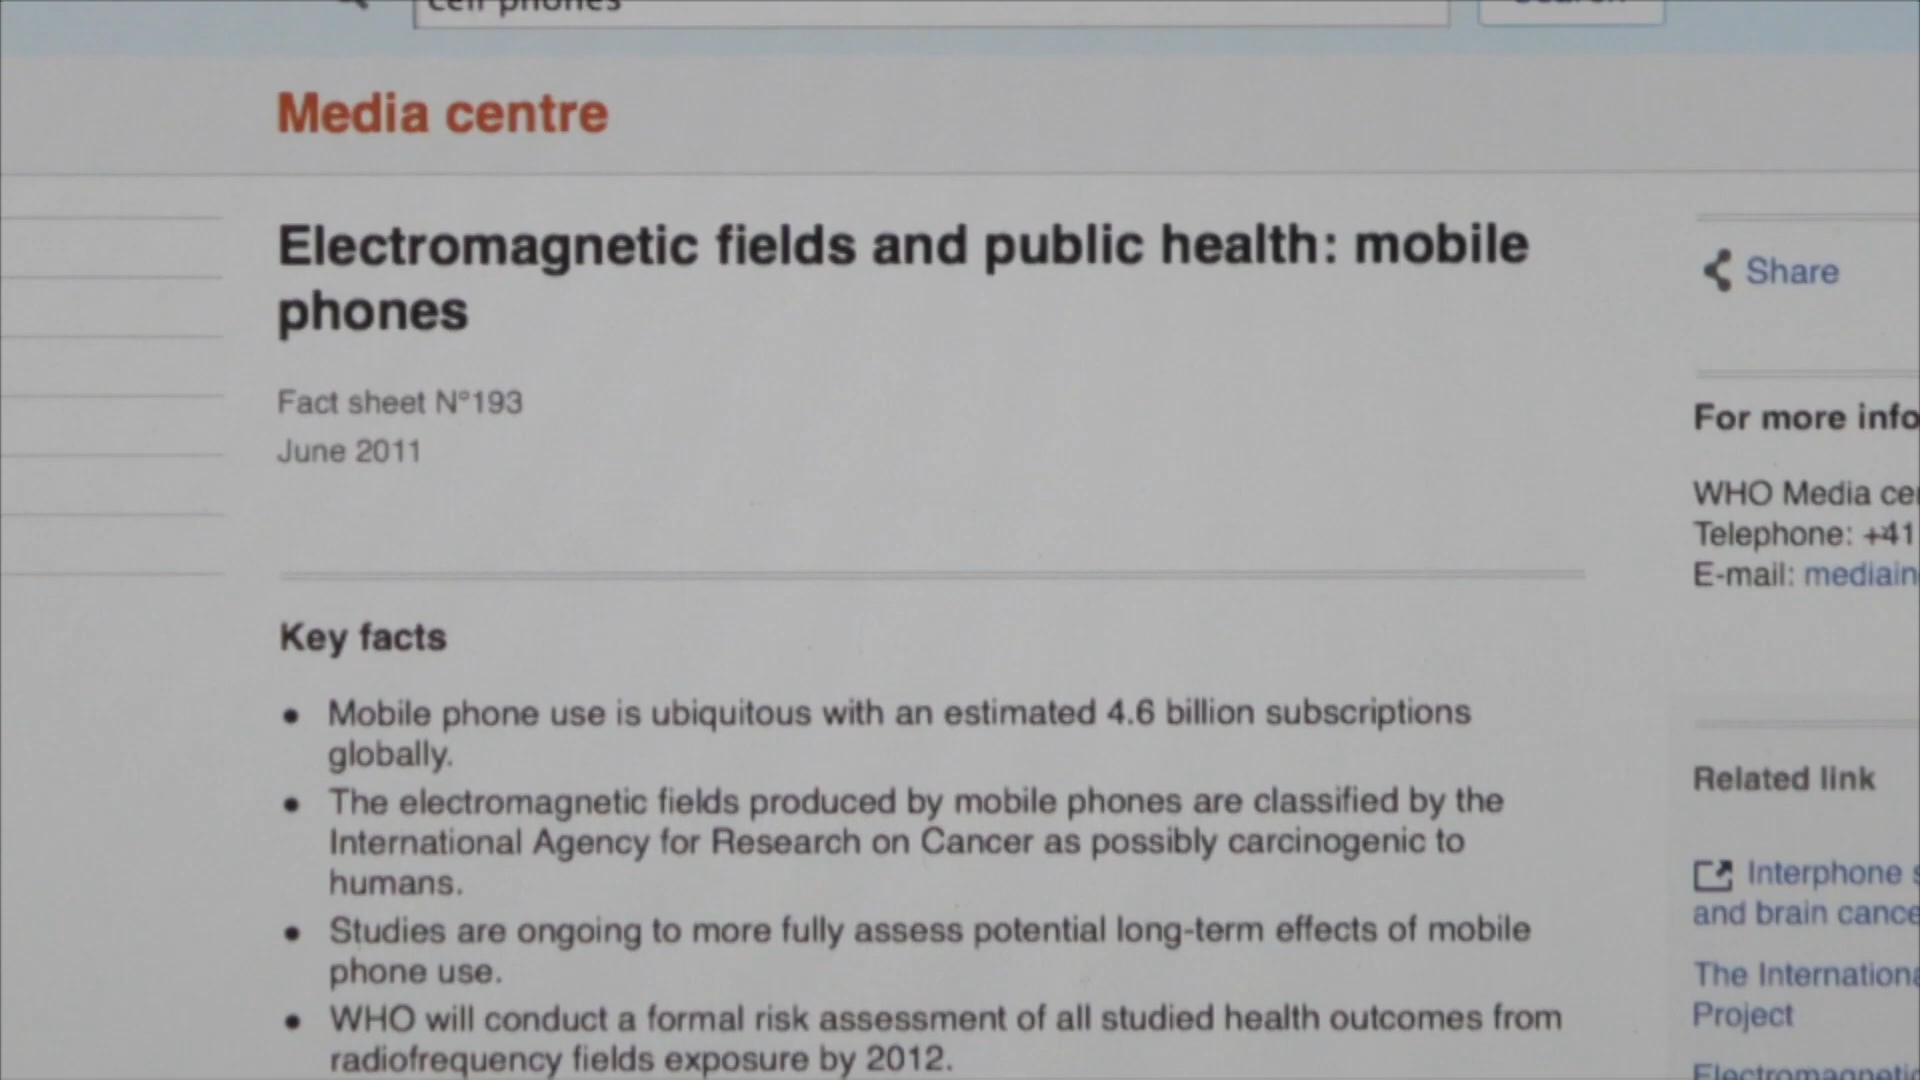 cell phones
Search
Media centre
Electromagnetic fields and public health: mobile
phones
Fact sheet N°193
June 2011
Key facts
• Mobile phone use is ubiquitous with an estimated 4.6 billion subscriptions
globally.
• The electromagnetic fields produced by mobile phones are classified by the
International Agency for Research on Cancer as possibly carcinogenic to
humans.
• Studies are ongoing to more fully assess potential long-term effects of mobile
phone use.
• WHO will conduct a formal risk assessment of all studied health outcomes from
radiofrequency fields exposure by 2012.
Share
For more info
WHO Media ce
Telephone: +41
E-mail: mediain
Related link
Interphone s
and brain cance
The Internationa
Project
Electromagnetic